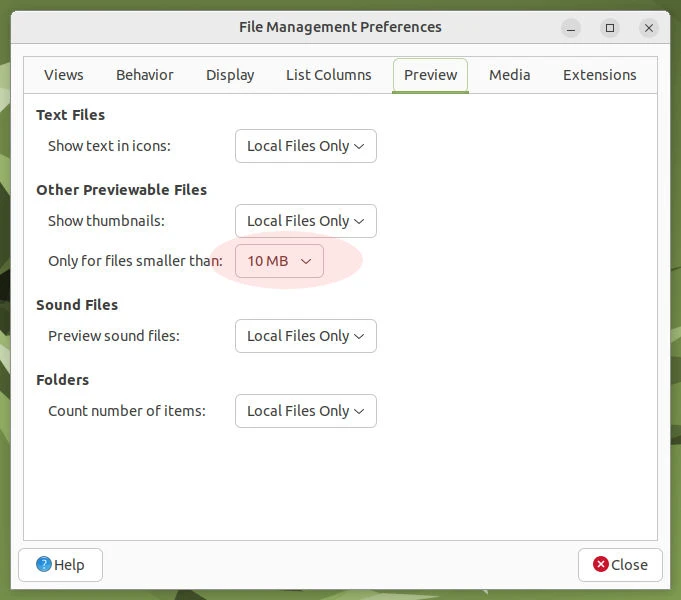 File Management Preferences
Views Behavior Display List Columns Preview Media Extensions
Text Files
Show text in icons: Local Files Only
Other Previewable Files
Show thumbnails: Local Files Only
Only for files smaller than: 10 MB
Sound Files
Preview sound files: Local Files Only
Folders
Count number of items: Local Files Only
? Help Close